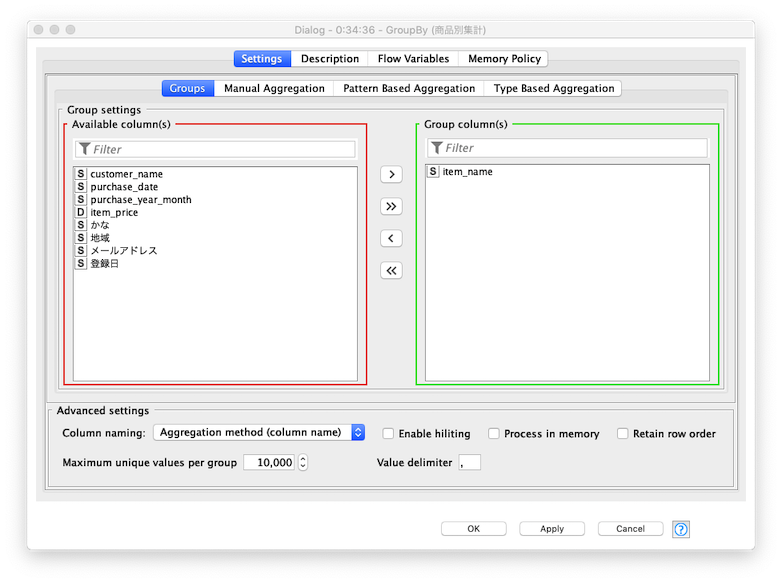 Dialog - 0:34:36 - GroupBy (商品別集計)
Settings Description Flow Variables Memory Policy
Groups Manual Aggregation Pattern Based Aggregation Type Based Aggregation
Group settings
Available column(s)
Filter
S customer_name
S purchase_date
S purchase_year_month
D item_price
S かな
S 地域
S メールアドレス
S 登録日
>
>>
<
<<
Group column(s)
Filter
S item_name
Advanced settings
Column naming: Aggregation method (column name) Enable hiliting Process in memory Retain row order
Maximum unique values per group 10,000 Value delimiter ,
OK Apply Cancel ?